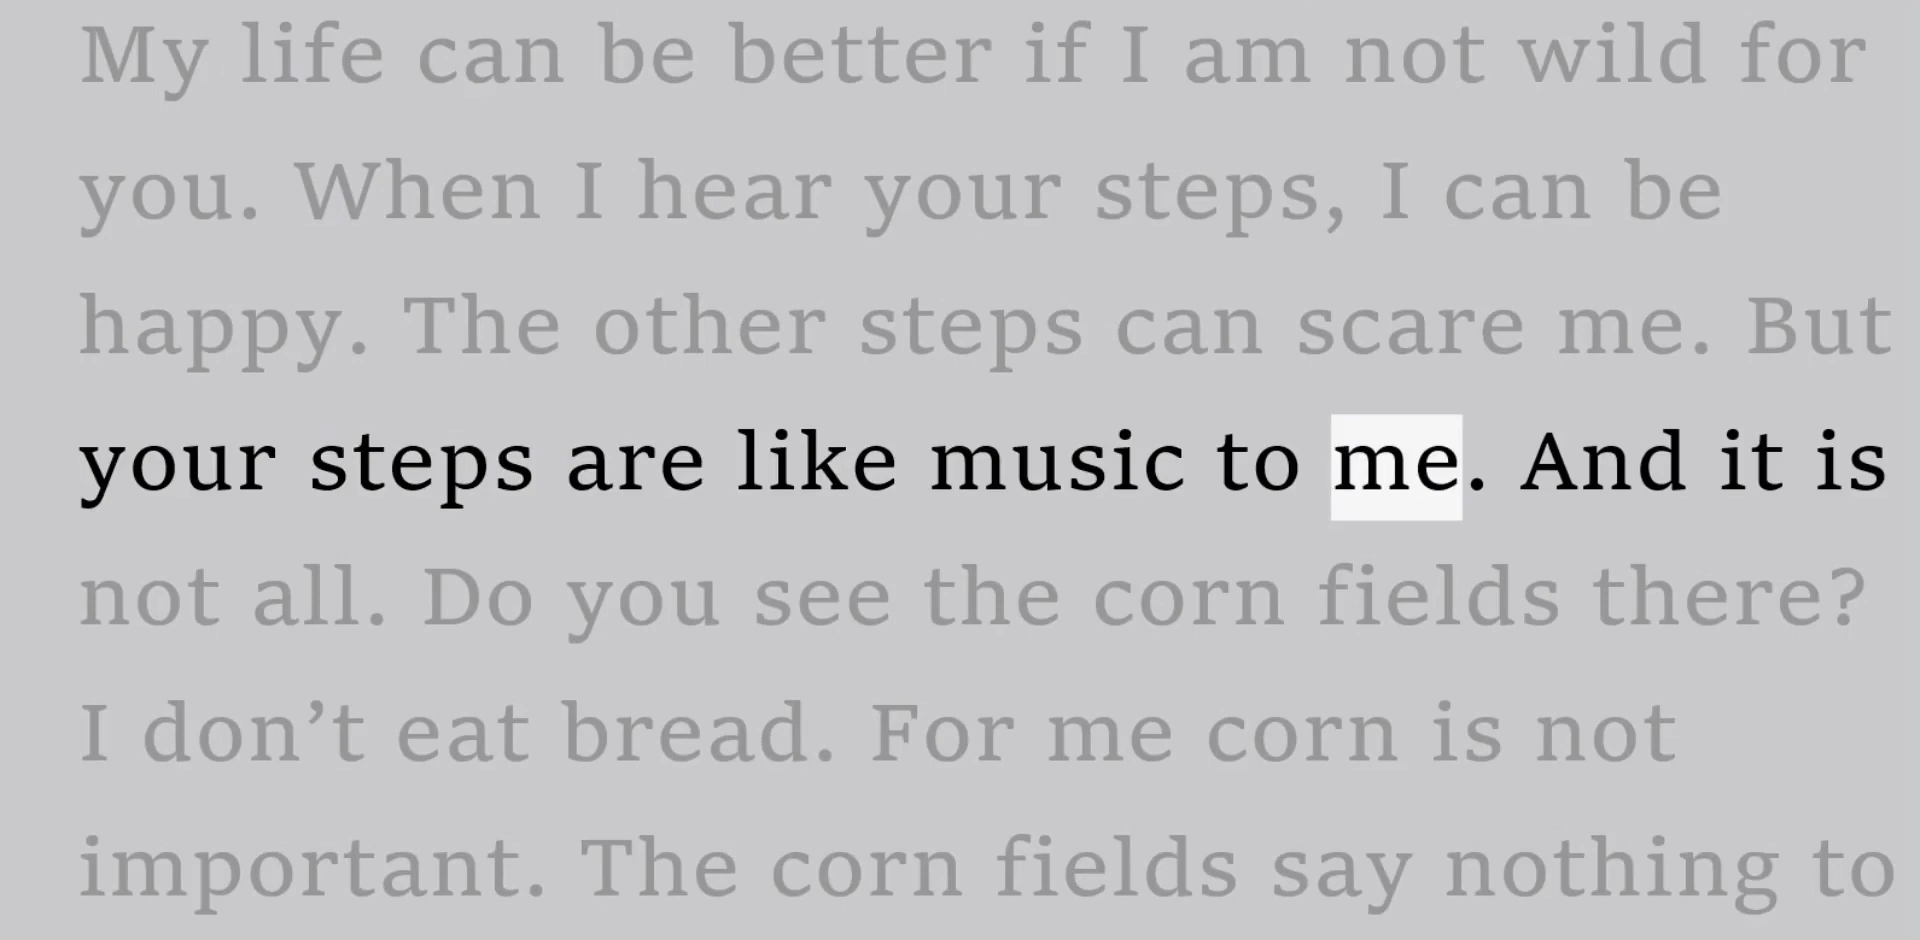 My life can be better if I am not wild for
you. When I hear your steps, I can be
happy. The other steps can scare me. But
your steps are like music to me. And it is
not all. Do you see the corn fields there?
I don’t eat bread. For me corn is not
important. The corn fields say nothing to